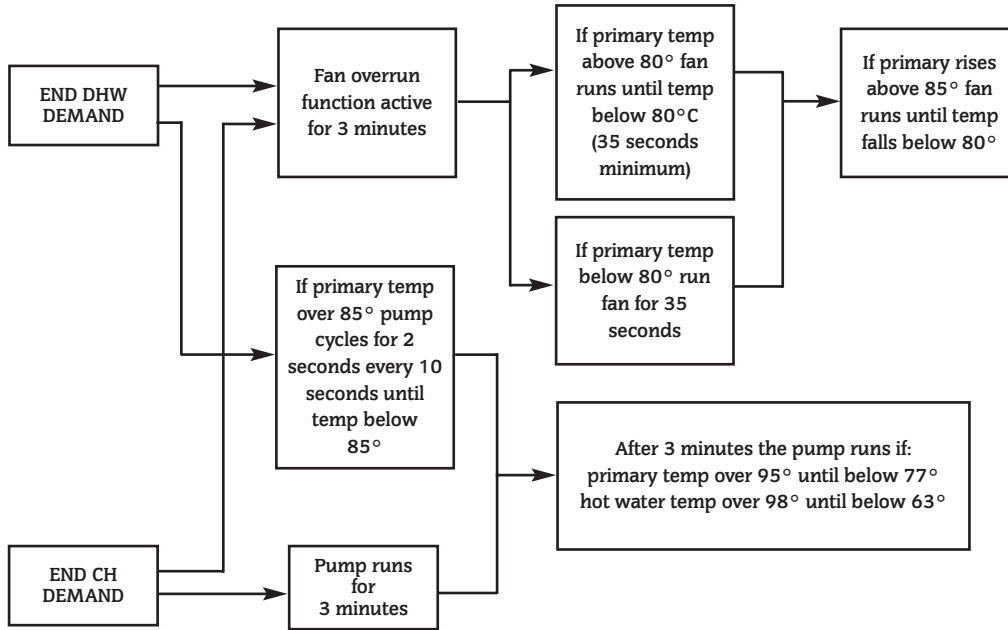 END DHW
DEMAND
Fan overrun
function active
for 3 minutes
If primary temp
above 80° fan
runs until temp
below 80°C
(35 seconds
minimum)
If primary rises
above 85° fan
runs until temp
falls below 80°
If primary temp
below 80° run
fan for 35
seconds
If primary temp
over 85° pump
cycles for 2
seconds every 10
seconds until
temp below
85°
After 3 minutes the pump runs if:
primary temp over 95° until below 77°
hot water temp over 98° until below 63°
END CH
DEMAND
Pump runs
for
3 minutes